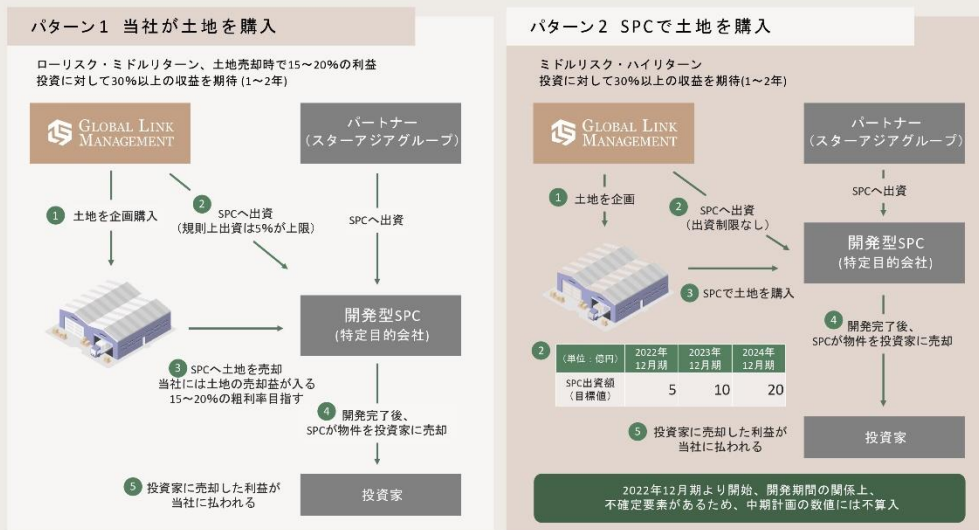 パターン1 当社が土地を購入
ローリスク・ミドルリターン、土地売却時で15～20%の利益
投資に対して30%以上の収益を期待 (1～2年)
GLOBAL LINK
MANAGEMENT
パートナー
(スターアジアグループ)
1 土地を企画購入
2 SPCへ出資
(規則上出資は5%が上限)
SPCへ出資
開発型SPC
(特定目的会社)
3 SPCへ土地を売却
当社には土地の売却益が入る
15～20%の粗利率目指す
4 開発完了後、
SPCが物件を投資家に売却
5 投資家に売却した利益が
当社に払われる
投資家
パターン2 SPCで土地を購入
ミドルリスク・ハイリターン
投資に対して30%以上の収益を期待(1～2年)
GLOBAL LINK
MANAGEMENT
パートナー
(スターアジアグループ)
1 土地を企画
2 SPCへ出資
(出資制限なし)
SPCへ出資
開発型SPC
(特定目的会社)
3 SPCで土地を購入
4 開発完了後、
SPCが物件を投資家に売却
2 (単位：億円) 2022年12月期 2023年12月期 2024年12月期
SPC出資額(目標値) 5 10 20
5 投資家に売却した利益が
当社に払われる
投資家
2022年12月期より開始、開発期間の関係上、
不確定要素があるため、中期計画の数値には不算入